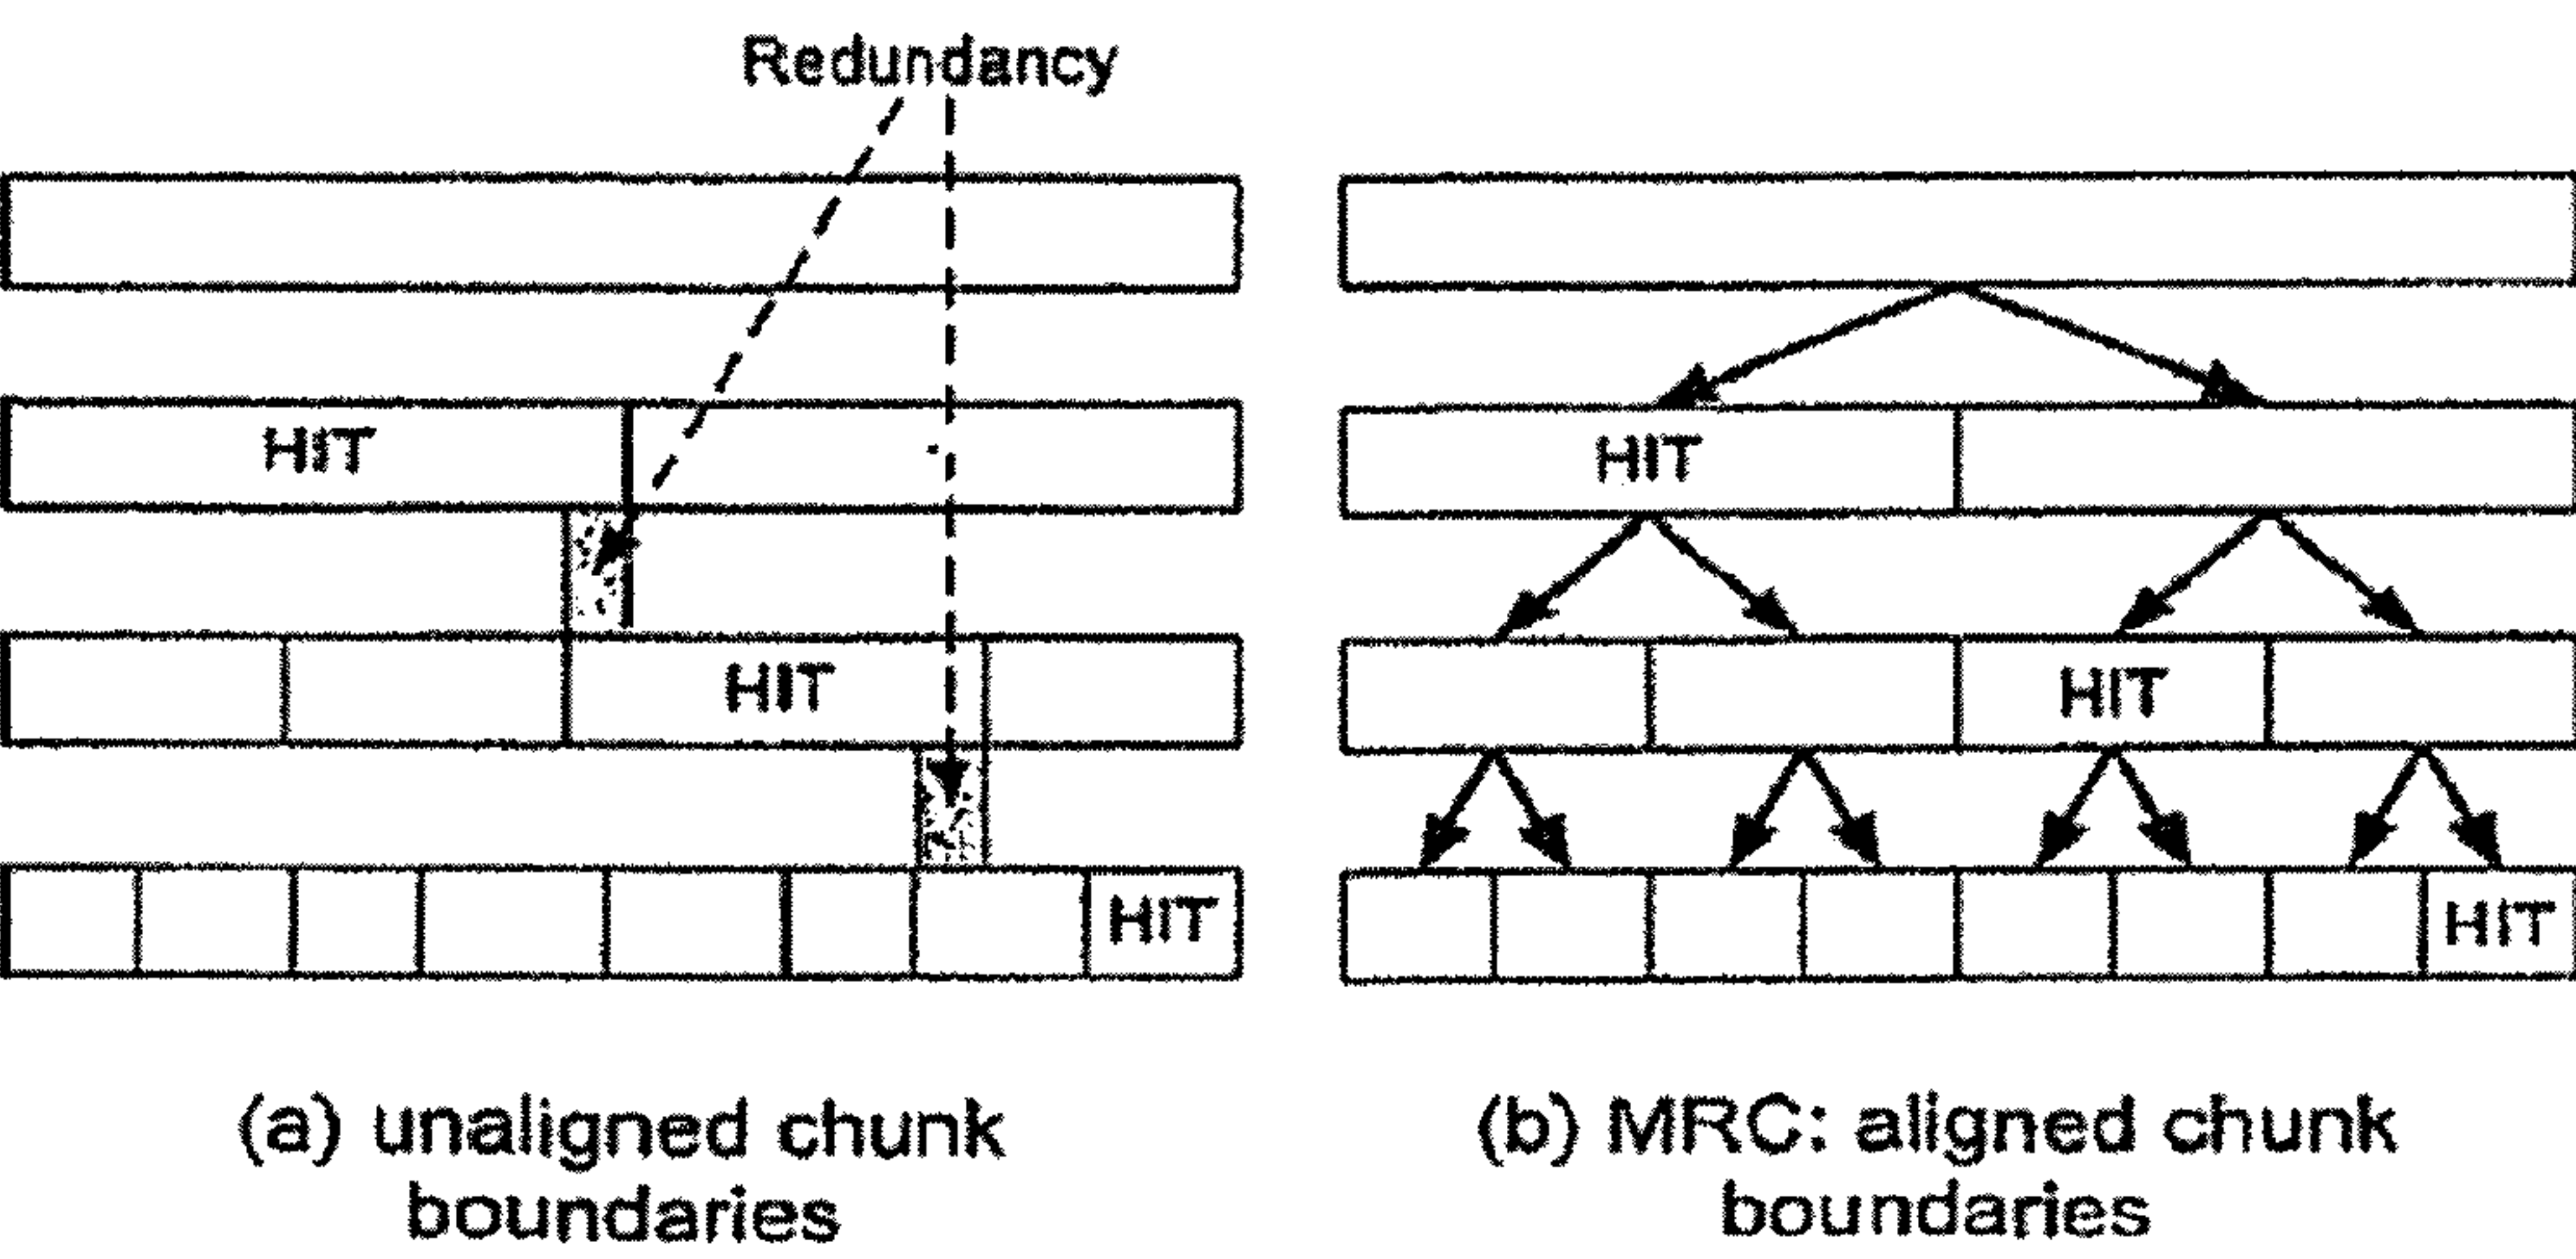 Redundancy
HIT
HIT
HIT
HIT
HIT
HIT
(a) unaligned chunk
boundaries
(b) MRC: aligned chunk
boundaries